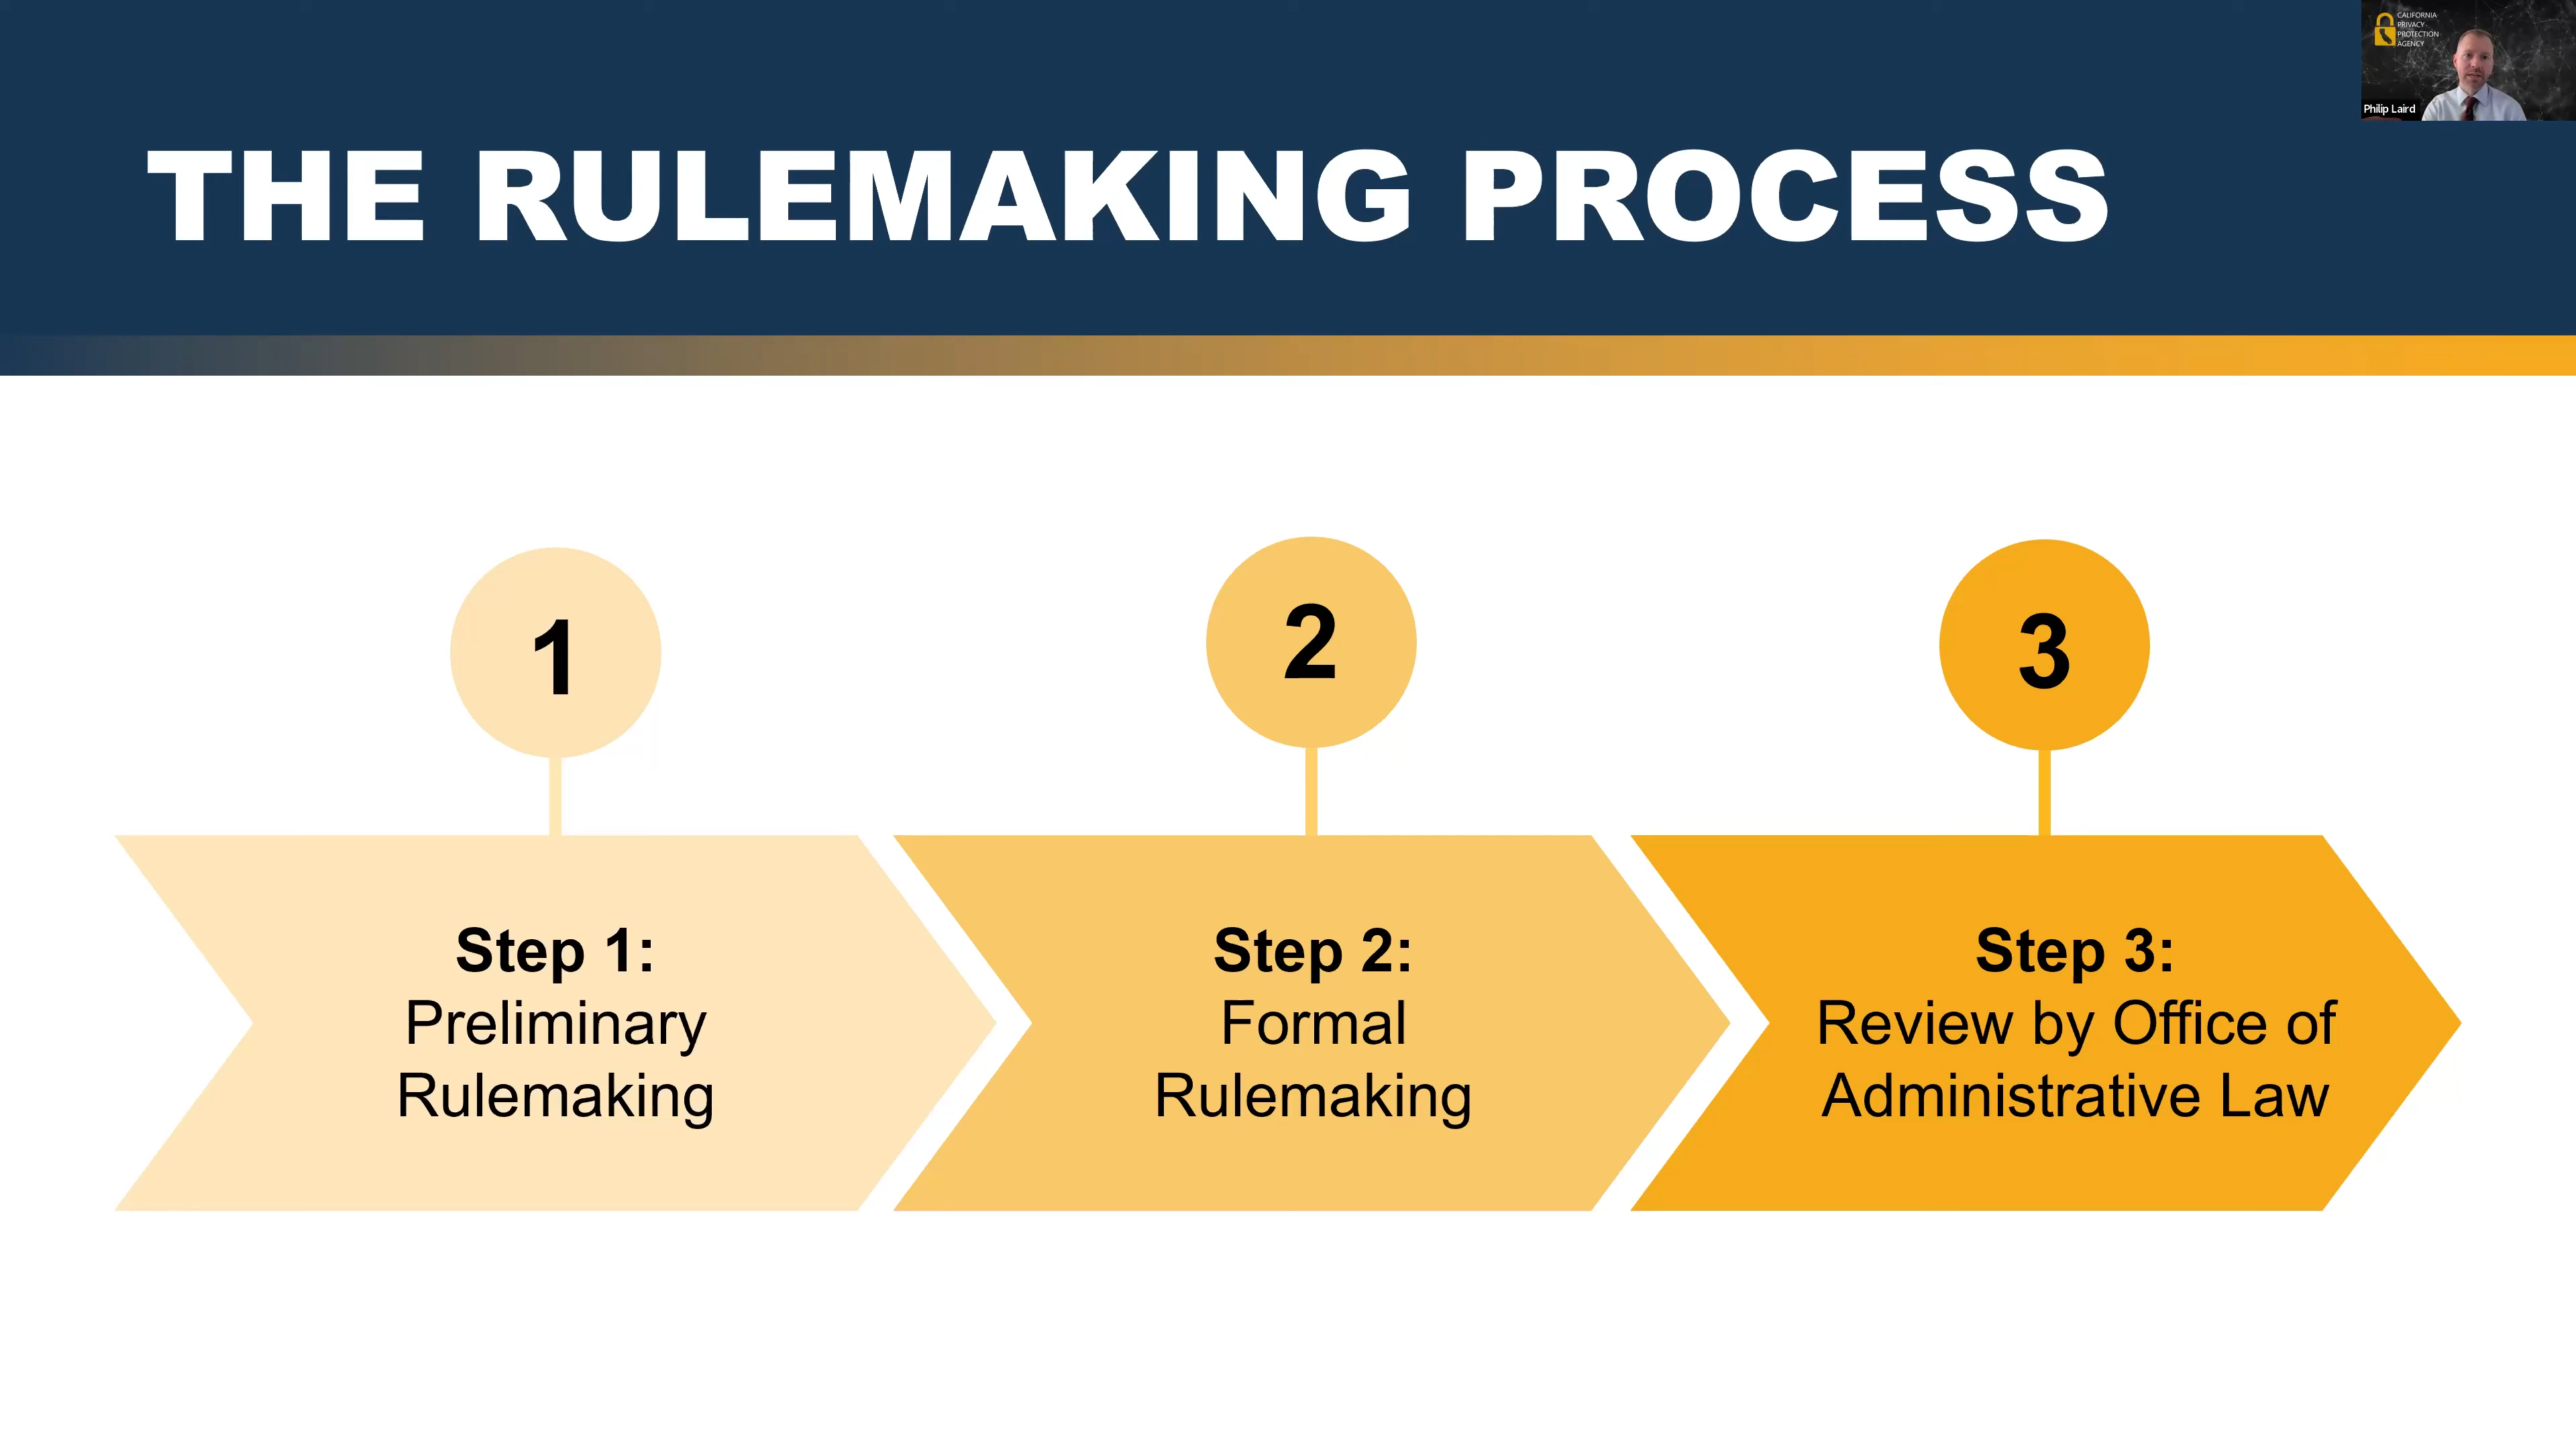 CALIFORNIA
PRIVACY
PROTECTION
AGENCY
Philip Laird
THE RULEMAKING PROCESS
1
2
3
Step 1:
Preliminary
Rulemaking
Step 2:
Formal
Rulemaking
Step 3:
Review by Office of
Administrative Law